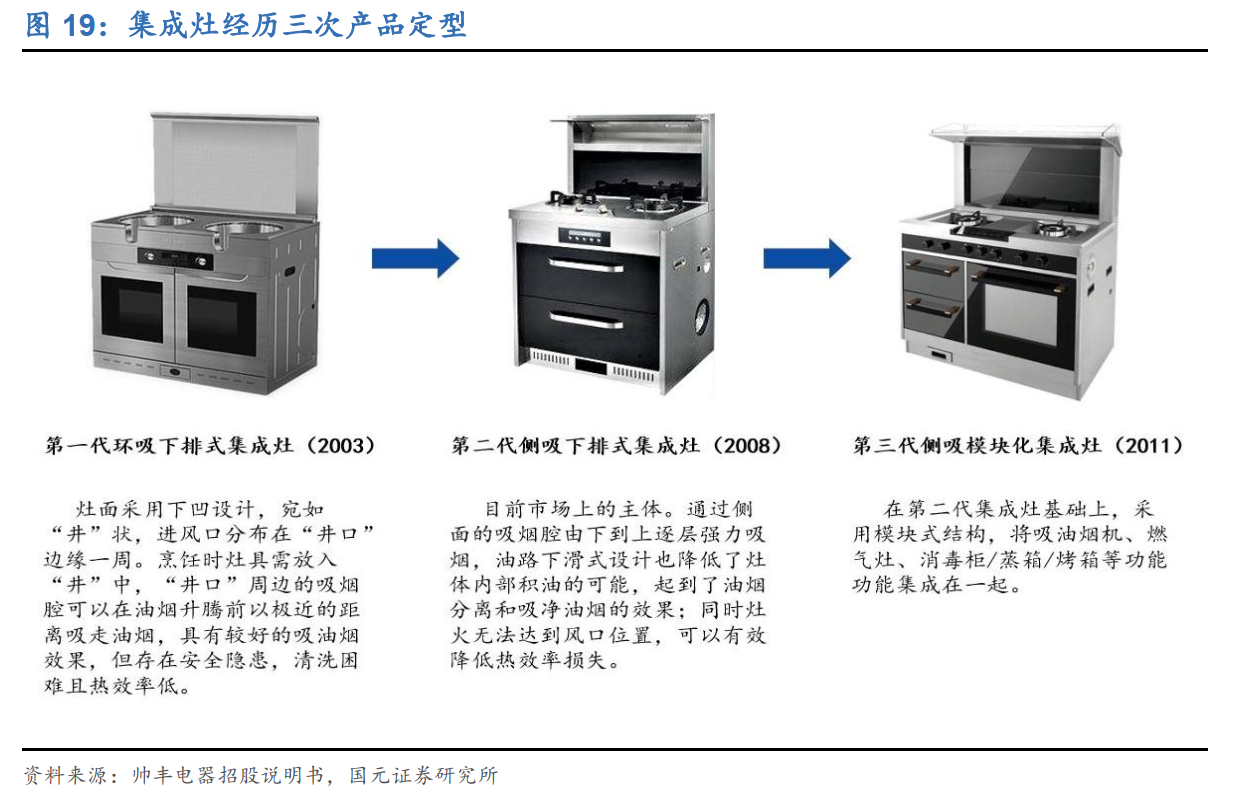 图 19：集成灶经历三次产品定型
第一代环吸下排式集成灶（2003）
灶面采用下凹设计，宛如
“井”状，进风口分布在“井口”
边缘一周。烹饪时灶具需放入
“井”中，“井口”周边的吸烟
腔可以在油烟升腾前以极近的距
离吸走油烟，具有较好的吸油烟
效果，但存在安全隐患，清洗困
难且热效率低。
第二代侧吸下排式集成灶（2008）
目前市场上的主体。通过侧
面的吸烟腔由下到上逐层强力吸
烟，油路下滑式设计也降低了灶
体内部积油的可能，起到了油烟
分离和吸净油烟的效果；同时灶
火无法达到风口位置，可以有效
降低热效率损失。
第三代侧吸模块化集成灶（2011）
在第二代集成灶基础上，采
用模块式结构，将吸油烟机、燃
气灶、消毒柜/蒸箱/烤箱等功能
功能集成在一起。
资料来源：帅丰电器招股说明书，国元证券研究所